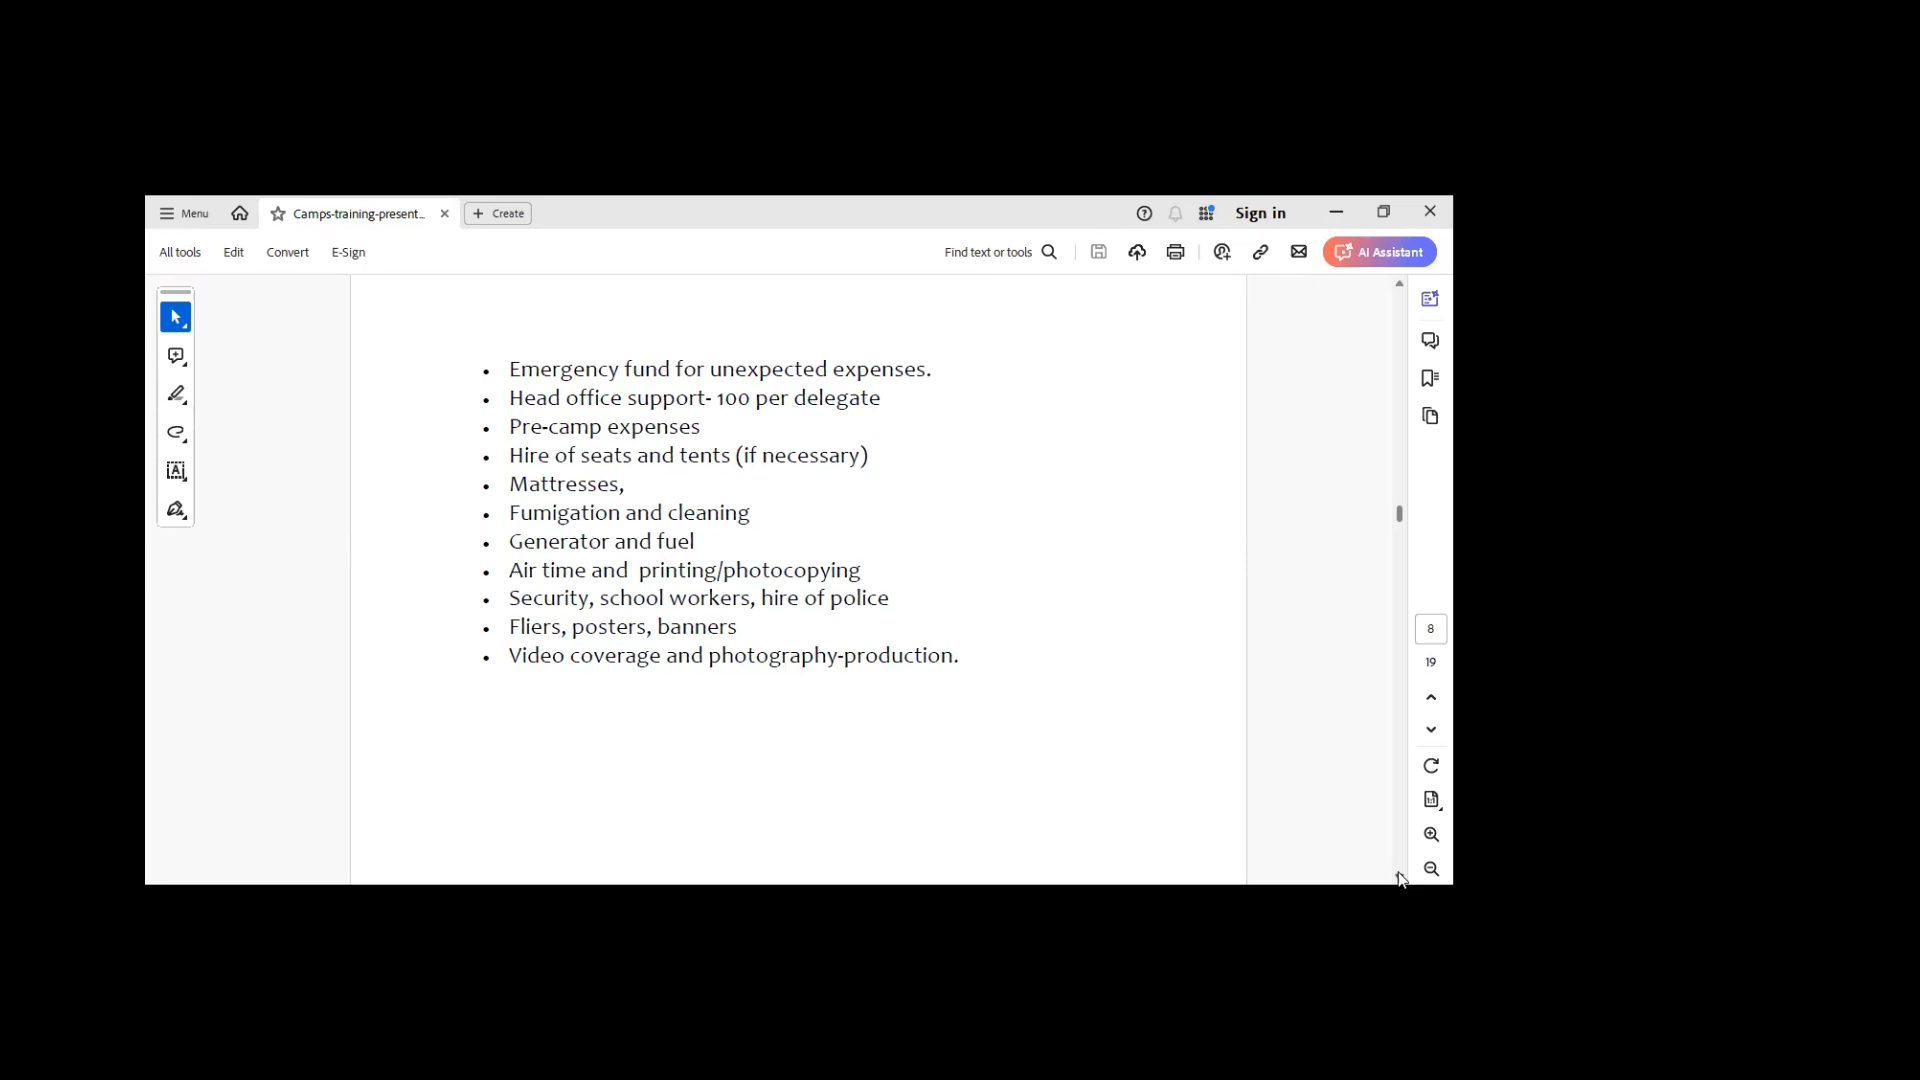 Menu
Camps-training-present...
Create
Sign in
All tools
Edit
Convert
E-Sign
Find text or tools
AI Assistant
• Emergency fund for unexpected expenses.
• Head office support- 100 per delegate
• Pre-camp expenses
• Hire of seats and tents (if necessary)
• Mattresses,
• Fumigation and cleaning
• Generator and fuel
• Air time and  printing/photocopying
• Security, school workers, hire of police
• Fliers, posters, banners
• Video coverage and photography-production.
8
19